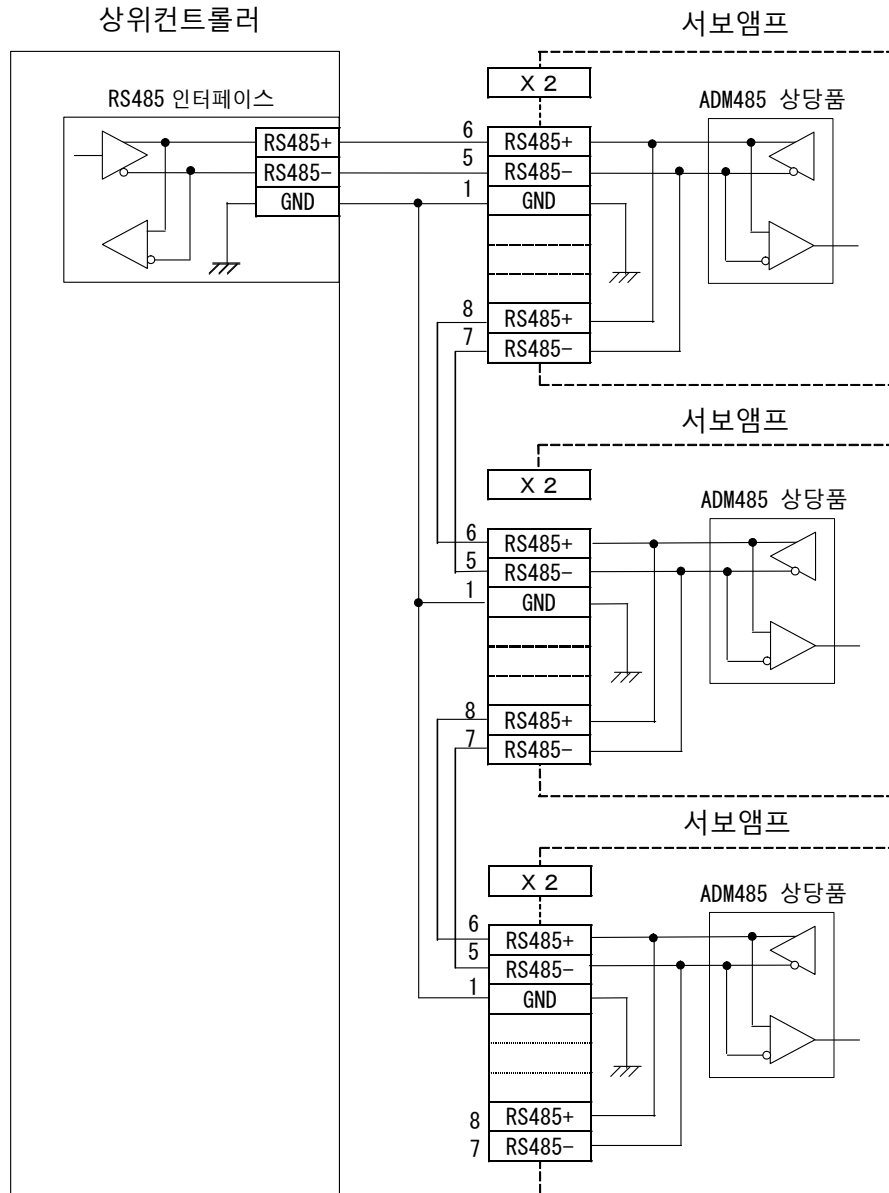 상위컨트롤러
RS485 인터페이스
RS485+
RS485-
GND
서보앰프
X 2
ADM485 상당품
6 RS485+
5 RS485-
1 GND
8 RS485+
7 RS485-
서보앰프
X 2
ADM485 상당품
6 RS485+
5 RS485-
1 GND
8 RS485+
7 RS485-
서보앰프
X 2
ADM485 상당품
6 RS485+
5 RS485-
1 GND
8 RS485+
7 RS485-